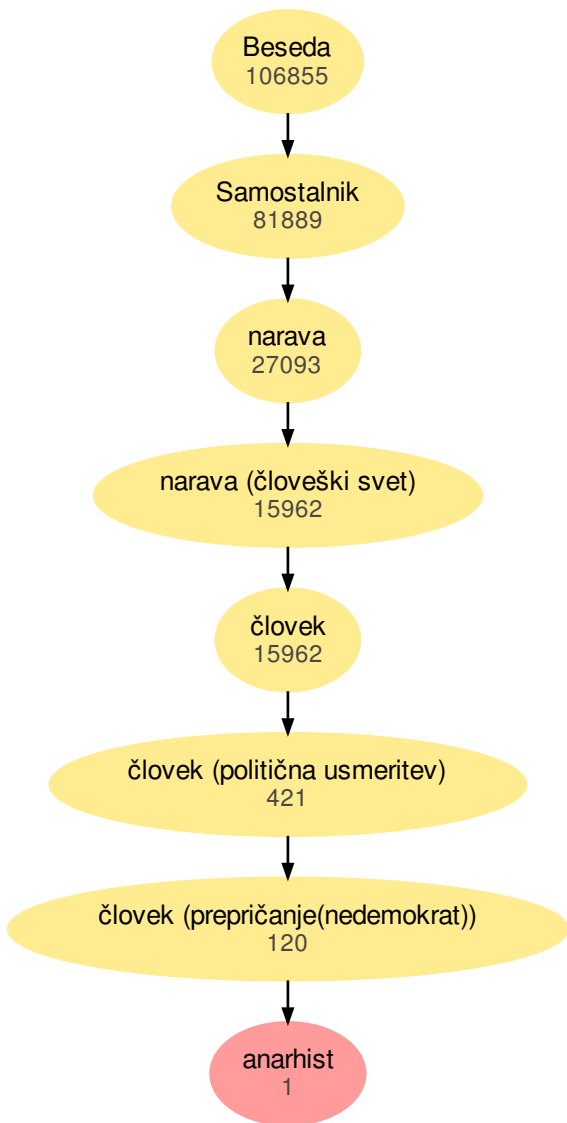 Beseda
106855
Samostalnik
81889
narava
27093
narava (človeški svet)
15962
človek
15962
človek (politična usmeritev)
421
človek (prepričanje(nedemokrat))
120
anarhist
1